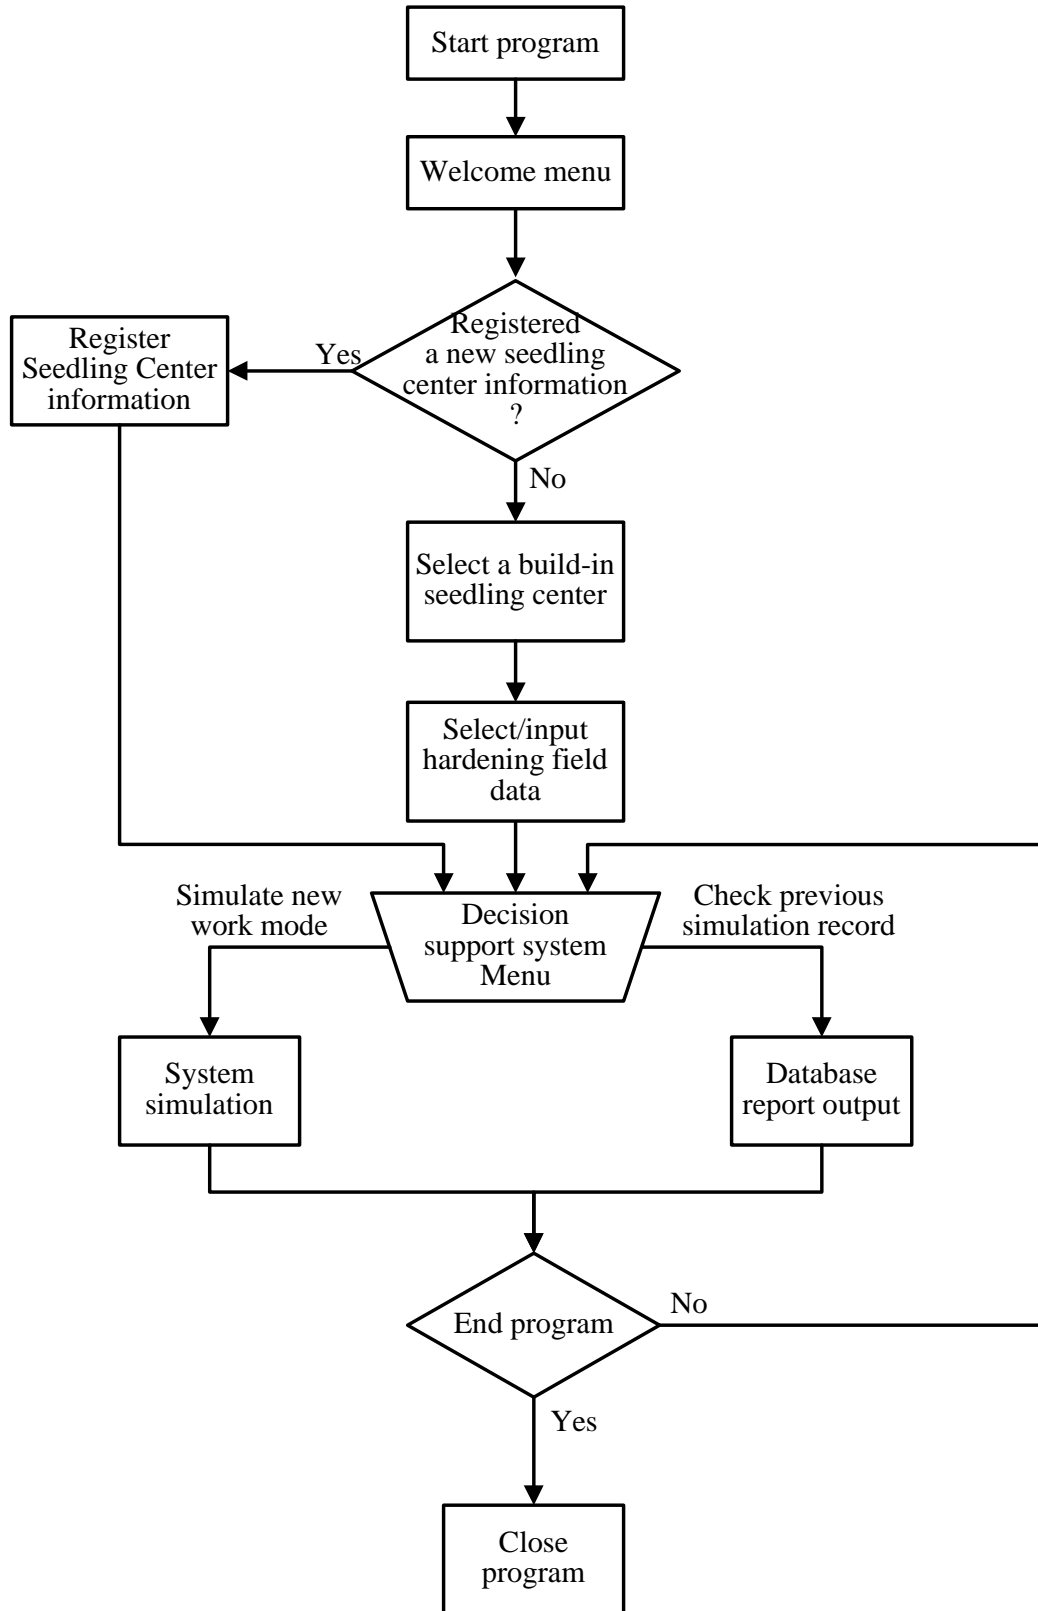 Start program
Welcome menu
Registered
a new seedling
center information
?
Yes
Register
Seedling Center
information
No
Select a build-in
seedling center
Select/input
hardening field
data
Simulate new
work mode
Decision
support system
Menu
Check previous
simulation record
System
simulation
Database
report output
End program
No
Yes
Close
program